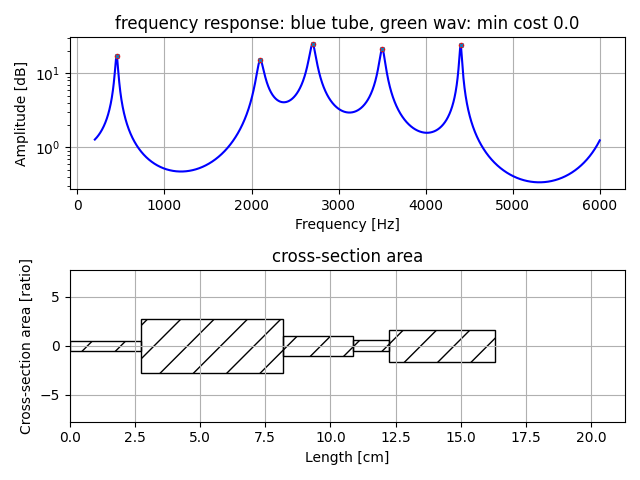 frequency response: blue tube, green wav: min cost 0.0
Amplitude [dB]
10¹
10⁰
0 1000 2000 3000 4000 5000 6000
Frequency [Hz]
cross-section area
Cross-section area [ratio]
5
0
−5
0.0 2.5 5.0 7.5 10.0 12.5 15.0 17.5 20.0
Length [cm]